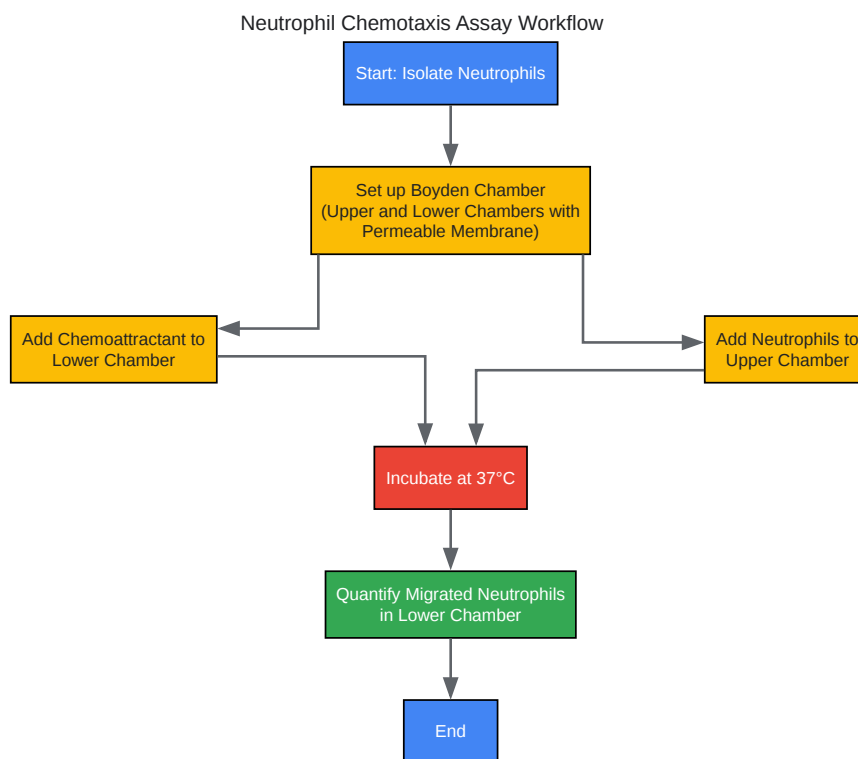 Neutrophil Chemotaxis Assay Workflow
Start: Isolate Neutrophils
Set up Boyden Chamber
(Upper and Lower Chambers with
Permeable Membrane)
Add Chemoattractant to
Lower Chamber
Add Neutrophils to
Upper Chamber
Incubate at 37°C
Quantify Migrated Neutrophils
in Lower Chamber
End